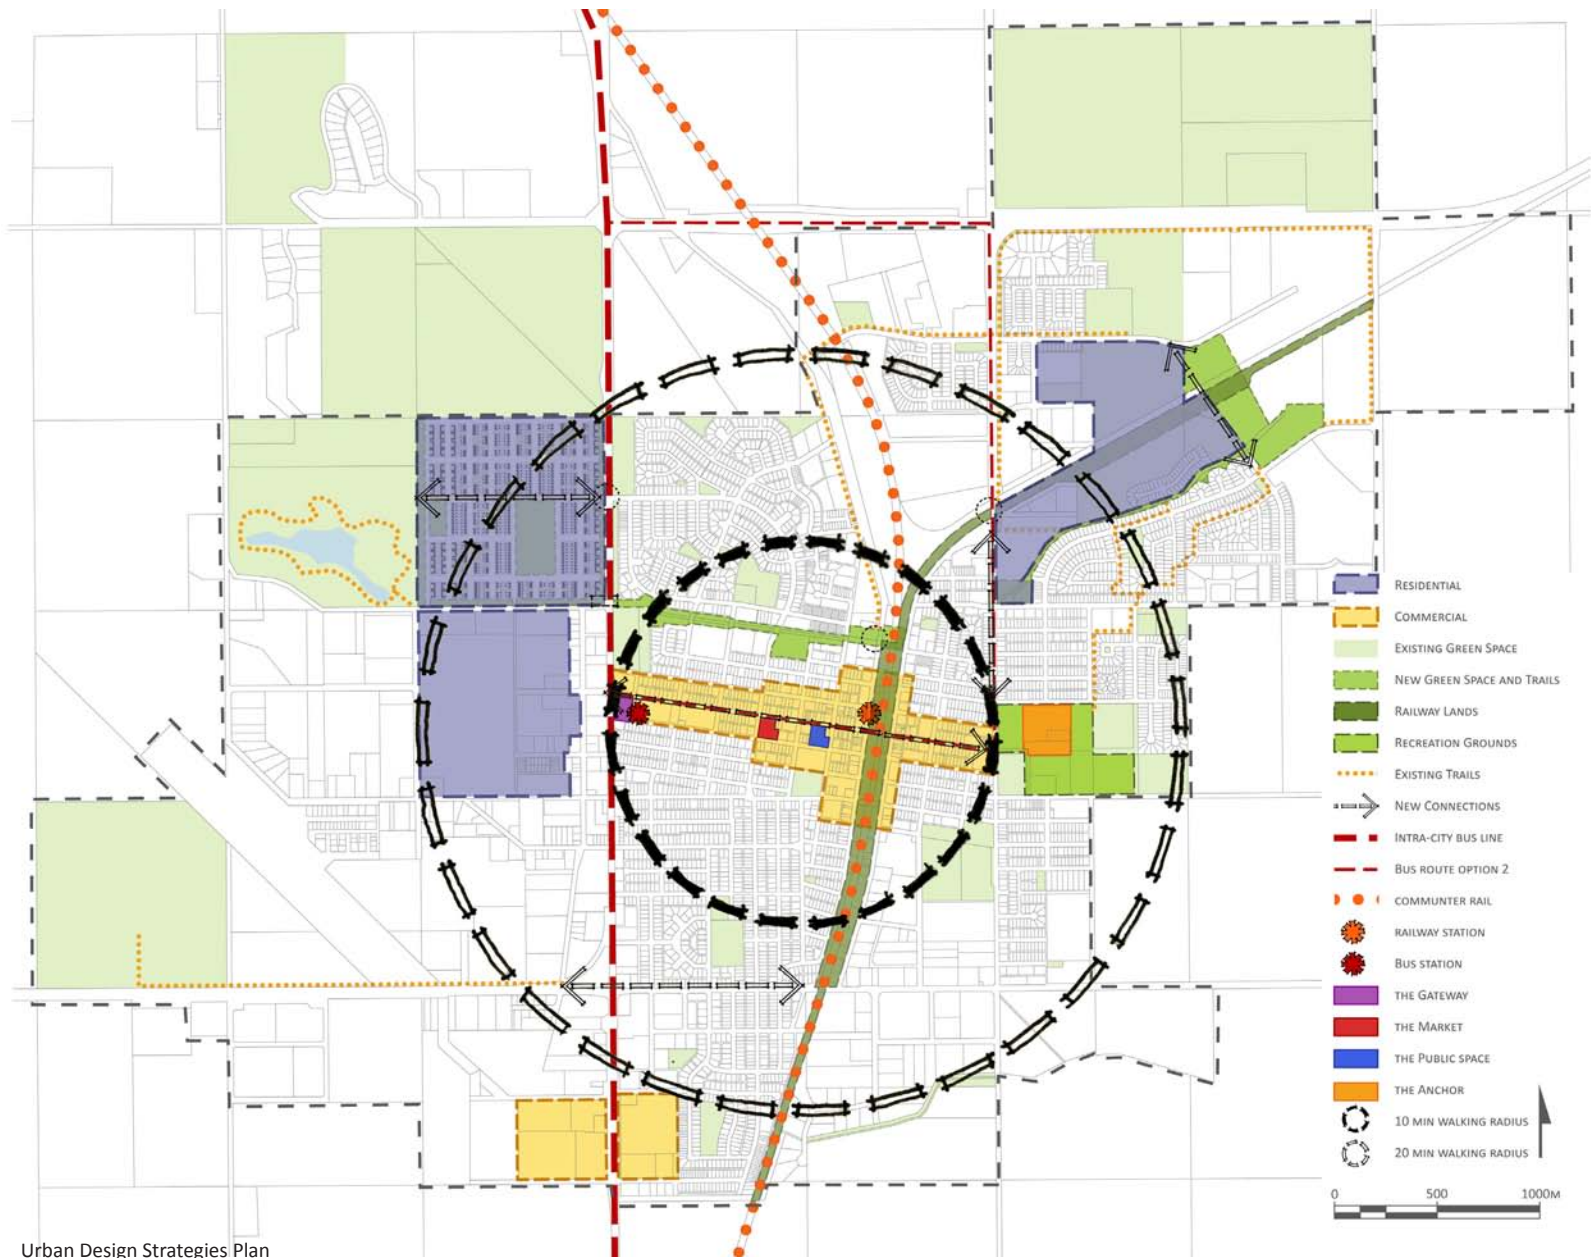 RESIDENTIAL
COMMERCIAL
EXISTING GREEN SPACE
NEW GREEN SPACE AND TRAILS
RAILWAY LANDS
RECREATION GROUNDS
EXISTING TRAILS
NEW CONNECTIONS
INTRA-CITY BUS LINE
BUS ROUTE OPTION 2
COMMUNTER RAIL
RAILWAY STATION
BUS STATION
THE GATEWAY
THE MARKET
THE PUBLIC SPACE
THE ANCHOR
10 MIN WALKING RADIUS
20 MIN WALKING RADIUS
0 500 1000M
Urban Design Strategies Plan